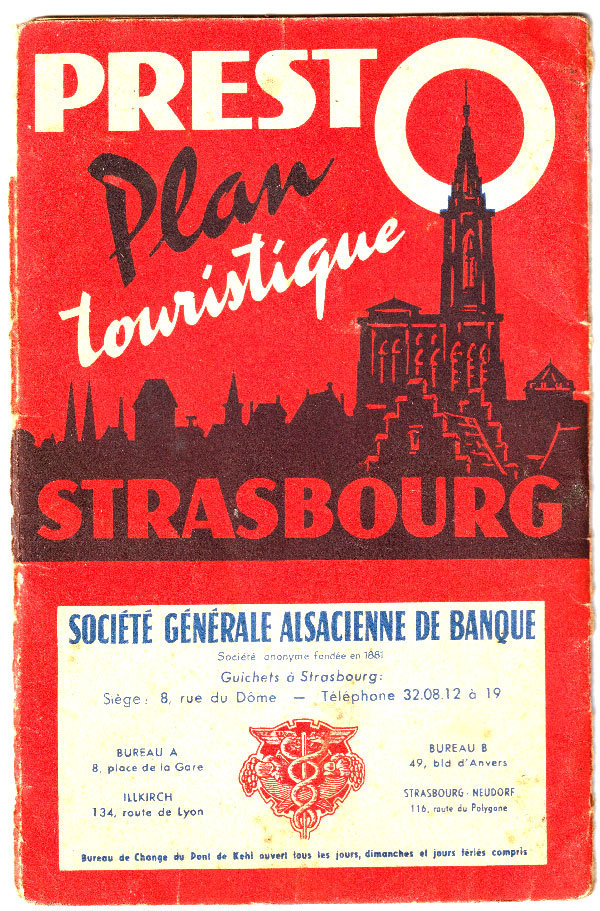 PRESTO
Plan
touristique
STRASBOURG
SOCIÉTÉ GÉNÉRALE ALSACIENNE DE BANQUE
Société anonyme fondée en 1881
Guichets à Strasbourg:
Siège: 8, rue du Dôme — Téléphone 32.08.12 à 19
BUREAU A
8, place de la Gare
ILLKIRCH
134, route de Lyon
BUREAU B
49, bld d'Anvers
STRASBOURG - NEUDORF
116, route du Polygone
Bureau de Change du Pont de Kehl ouvert tous les jours, dimanches et jours fériés compris